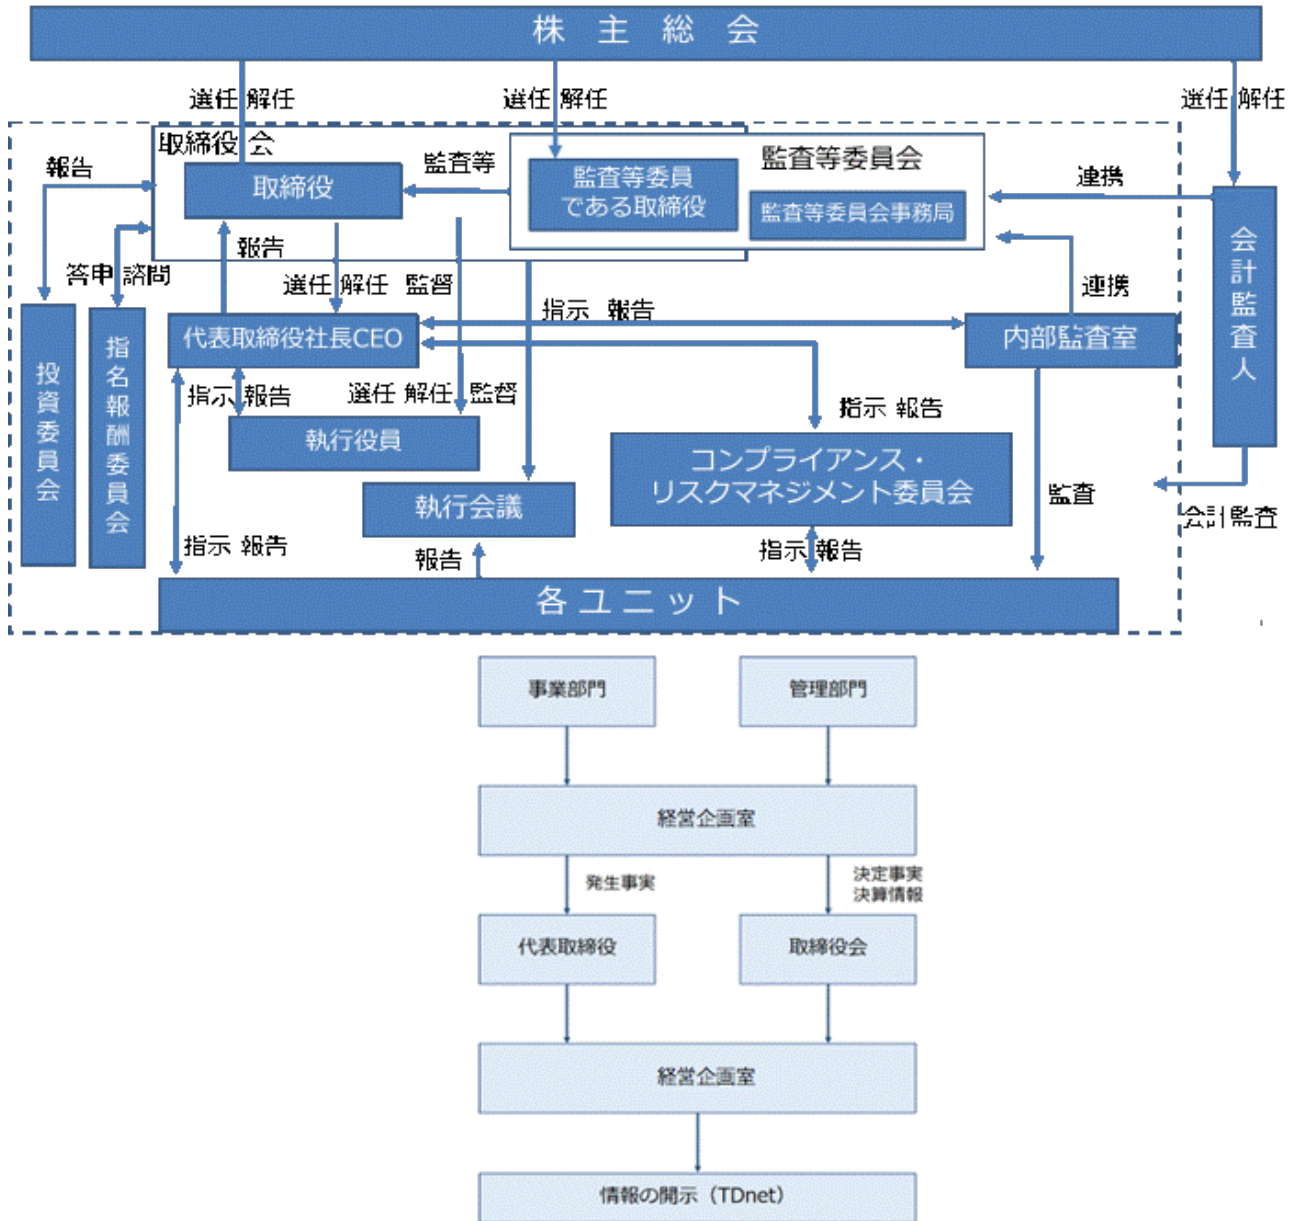 株主総会
選任 解任
選任 解任
選任 解任
取締役会
監査等委員会
報告
取締役
監査等
監査等委員
である取締役
監査等委員会事務局
連携
会計監査人
報告
答申 諮問
選任 解任 監督
指示 報告
連携
投資委員会
指名報酬委員会
代表取締役社長CEO
内部監査室
指示 報告
選任 解任 監督
指示 報告
執行役員
コンプライアンス・
リスクマネジメント委員会
執行会議
監査
会計監査
指示 報告
報告
指示 報告
各ユニット
事業部門
管理部門
経営企画室
発生事実
決定事実
決算情報
代表取締役
取締役会
経営企画室
情報の開示（TDnet）